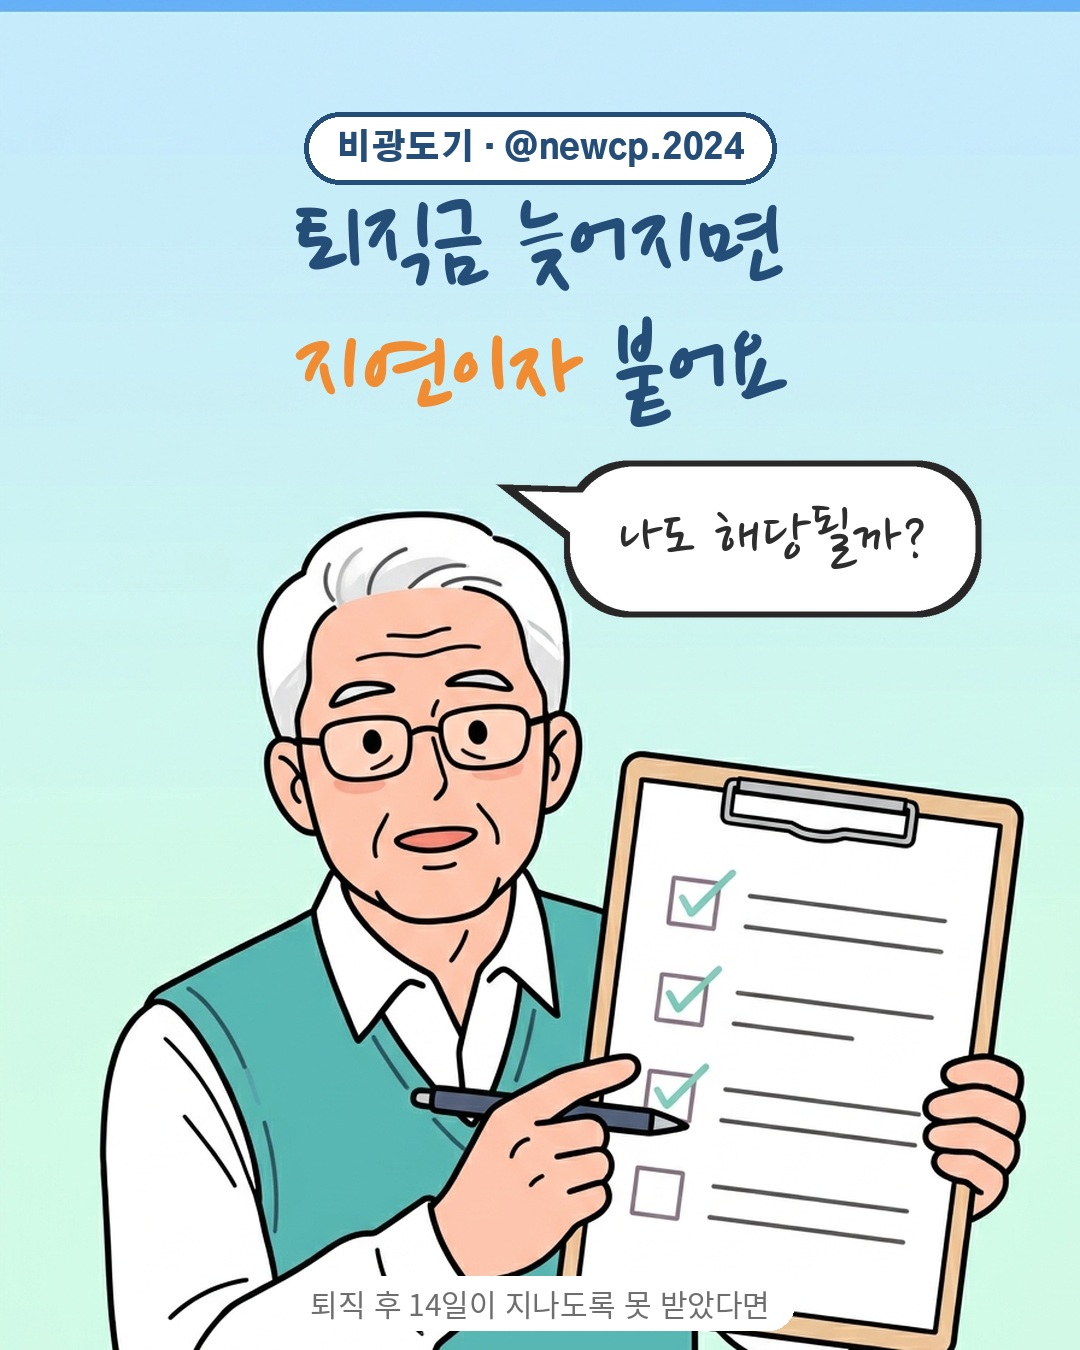 비광도기 · @newcp.2024
퇴직금 늦어지면
지연이자 붙어요
나도 해당될까?
퇴직 후 14일이 지나도록 못 받았다면